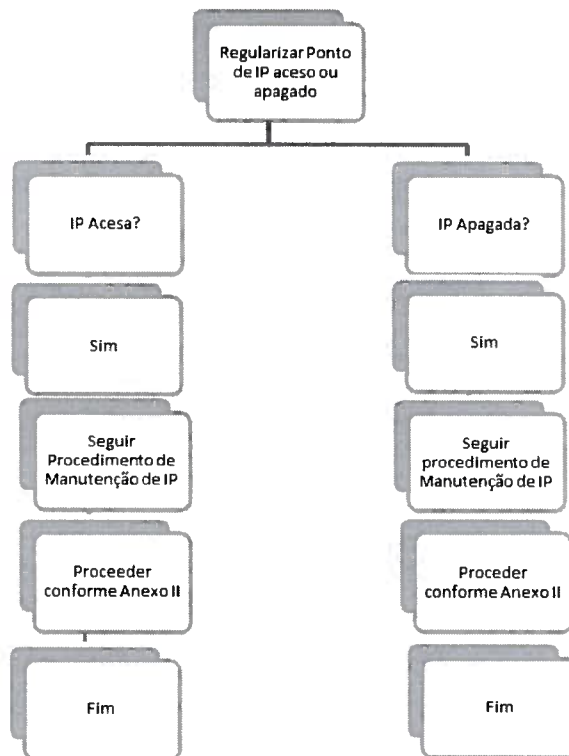 Regularizar Ponto
de IP aceso ou
apagado
IP Acesa?
Sim
Seguir
Procedimento de
Manutenção de IP
Proceeder
conforme Anexo II
Fim
IP Apagada?
Sim
Seguir
procedimento de
Manutenção de IP
Proceder
conforme Anexo II
Fim